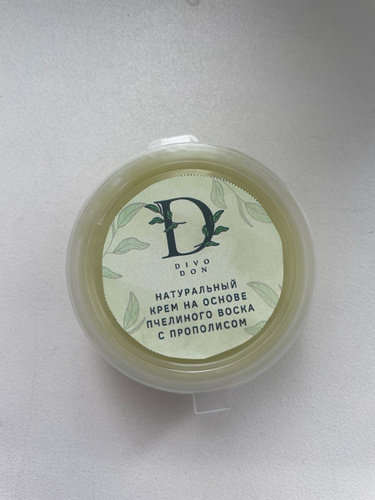 D
DIVO
DON
НАТУРАЛЬНЫЙ
КРЕМ НА ОСНОВЕ
ПЧЕЛИНОГО ВОСКА
С ПРОПОЛИСОМ